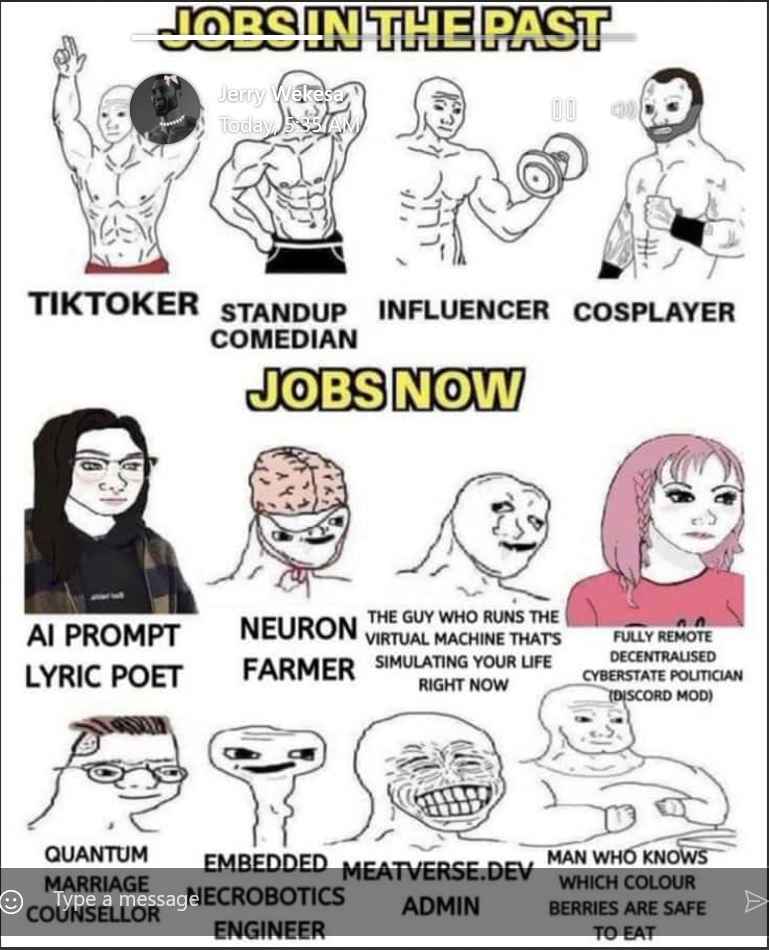 JOBS IN THE PAST
Jerry Wekesa
Today, 5:35 AM
TIKTOKER
STANDUP
COMEDIAN
INFLUENCER
COSPLAYER
JOBS NOW
AI PROMPT
LYRIC POET
NEURON
FARMER
THE GUY WHO RUNS THE
VIRTUAL MACHINE THAT'S
SIMULATING YOUR LIFE
RIGHT NOW
FULLY REMOTE
DECENTRALISED
CYBERSTATE POLITICIAN
(DISCORD MOD)
QUANTUM
MARRIAGE
COUNSELLOR
EMBEDDED
NECROBOTICS
ENGINEER
MEATVERSE.DEV
ADMIN
MAN WHO KNOWS
WHICH COLOUR
BERRIES ARE SAFE
TO EAT
Type a message